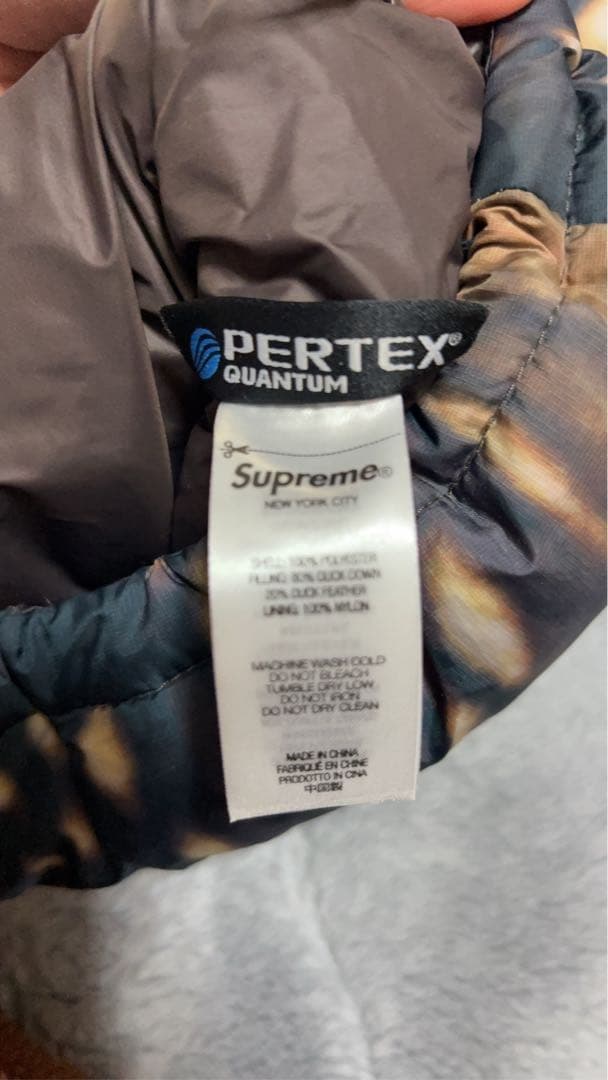 PERTEX®
QUANTUM
Supreme®
NEW YORK CITY
SHELL: 100% POLYESTER
FILLING: 80% DUCK DOWN
20% DUCK FEATHER
LINING: 100% NYLON
MACHINE WASH COLD
DO NOT BLEACH
TUMBLE DRY LOW
DO NOT IRON
DO NOT DRY CLEAN
MADE IN CHINA
FABRIQUÉ EN CHINE
PRODOTTO IN CINA
中国製